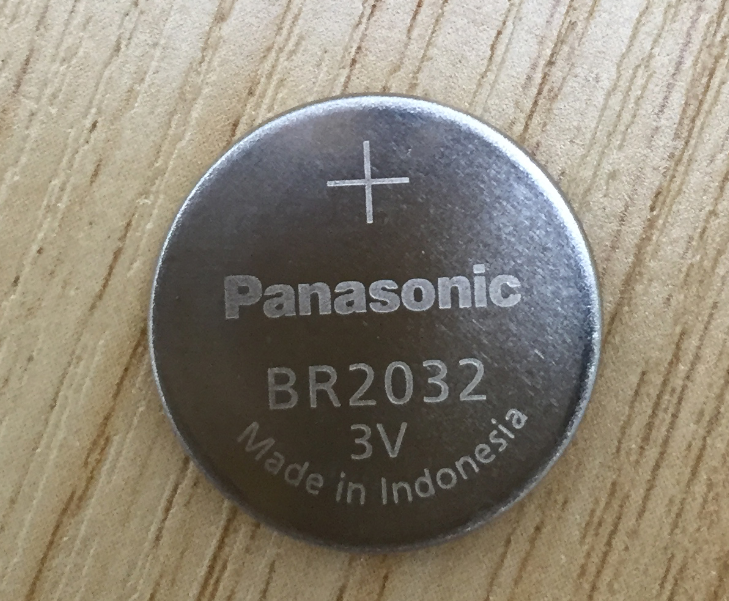 +
Panasonic
BR2032
3V
Made in Indonesia